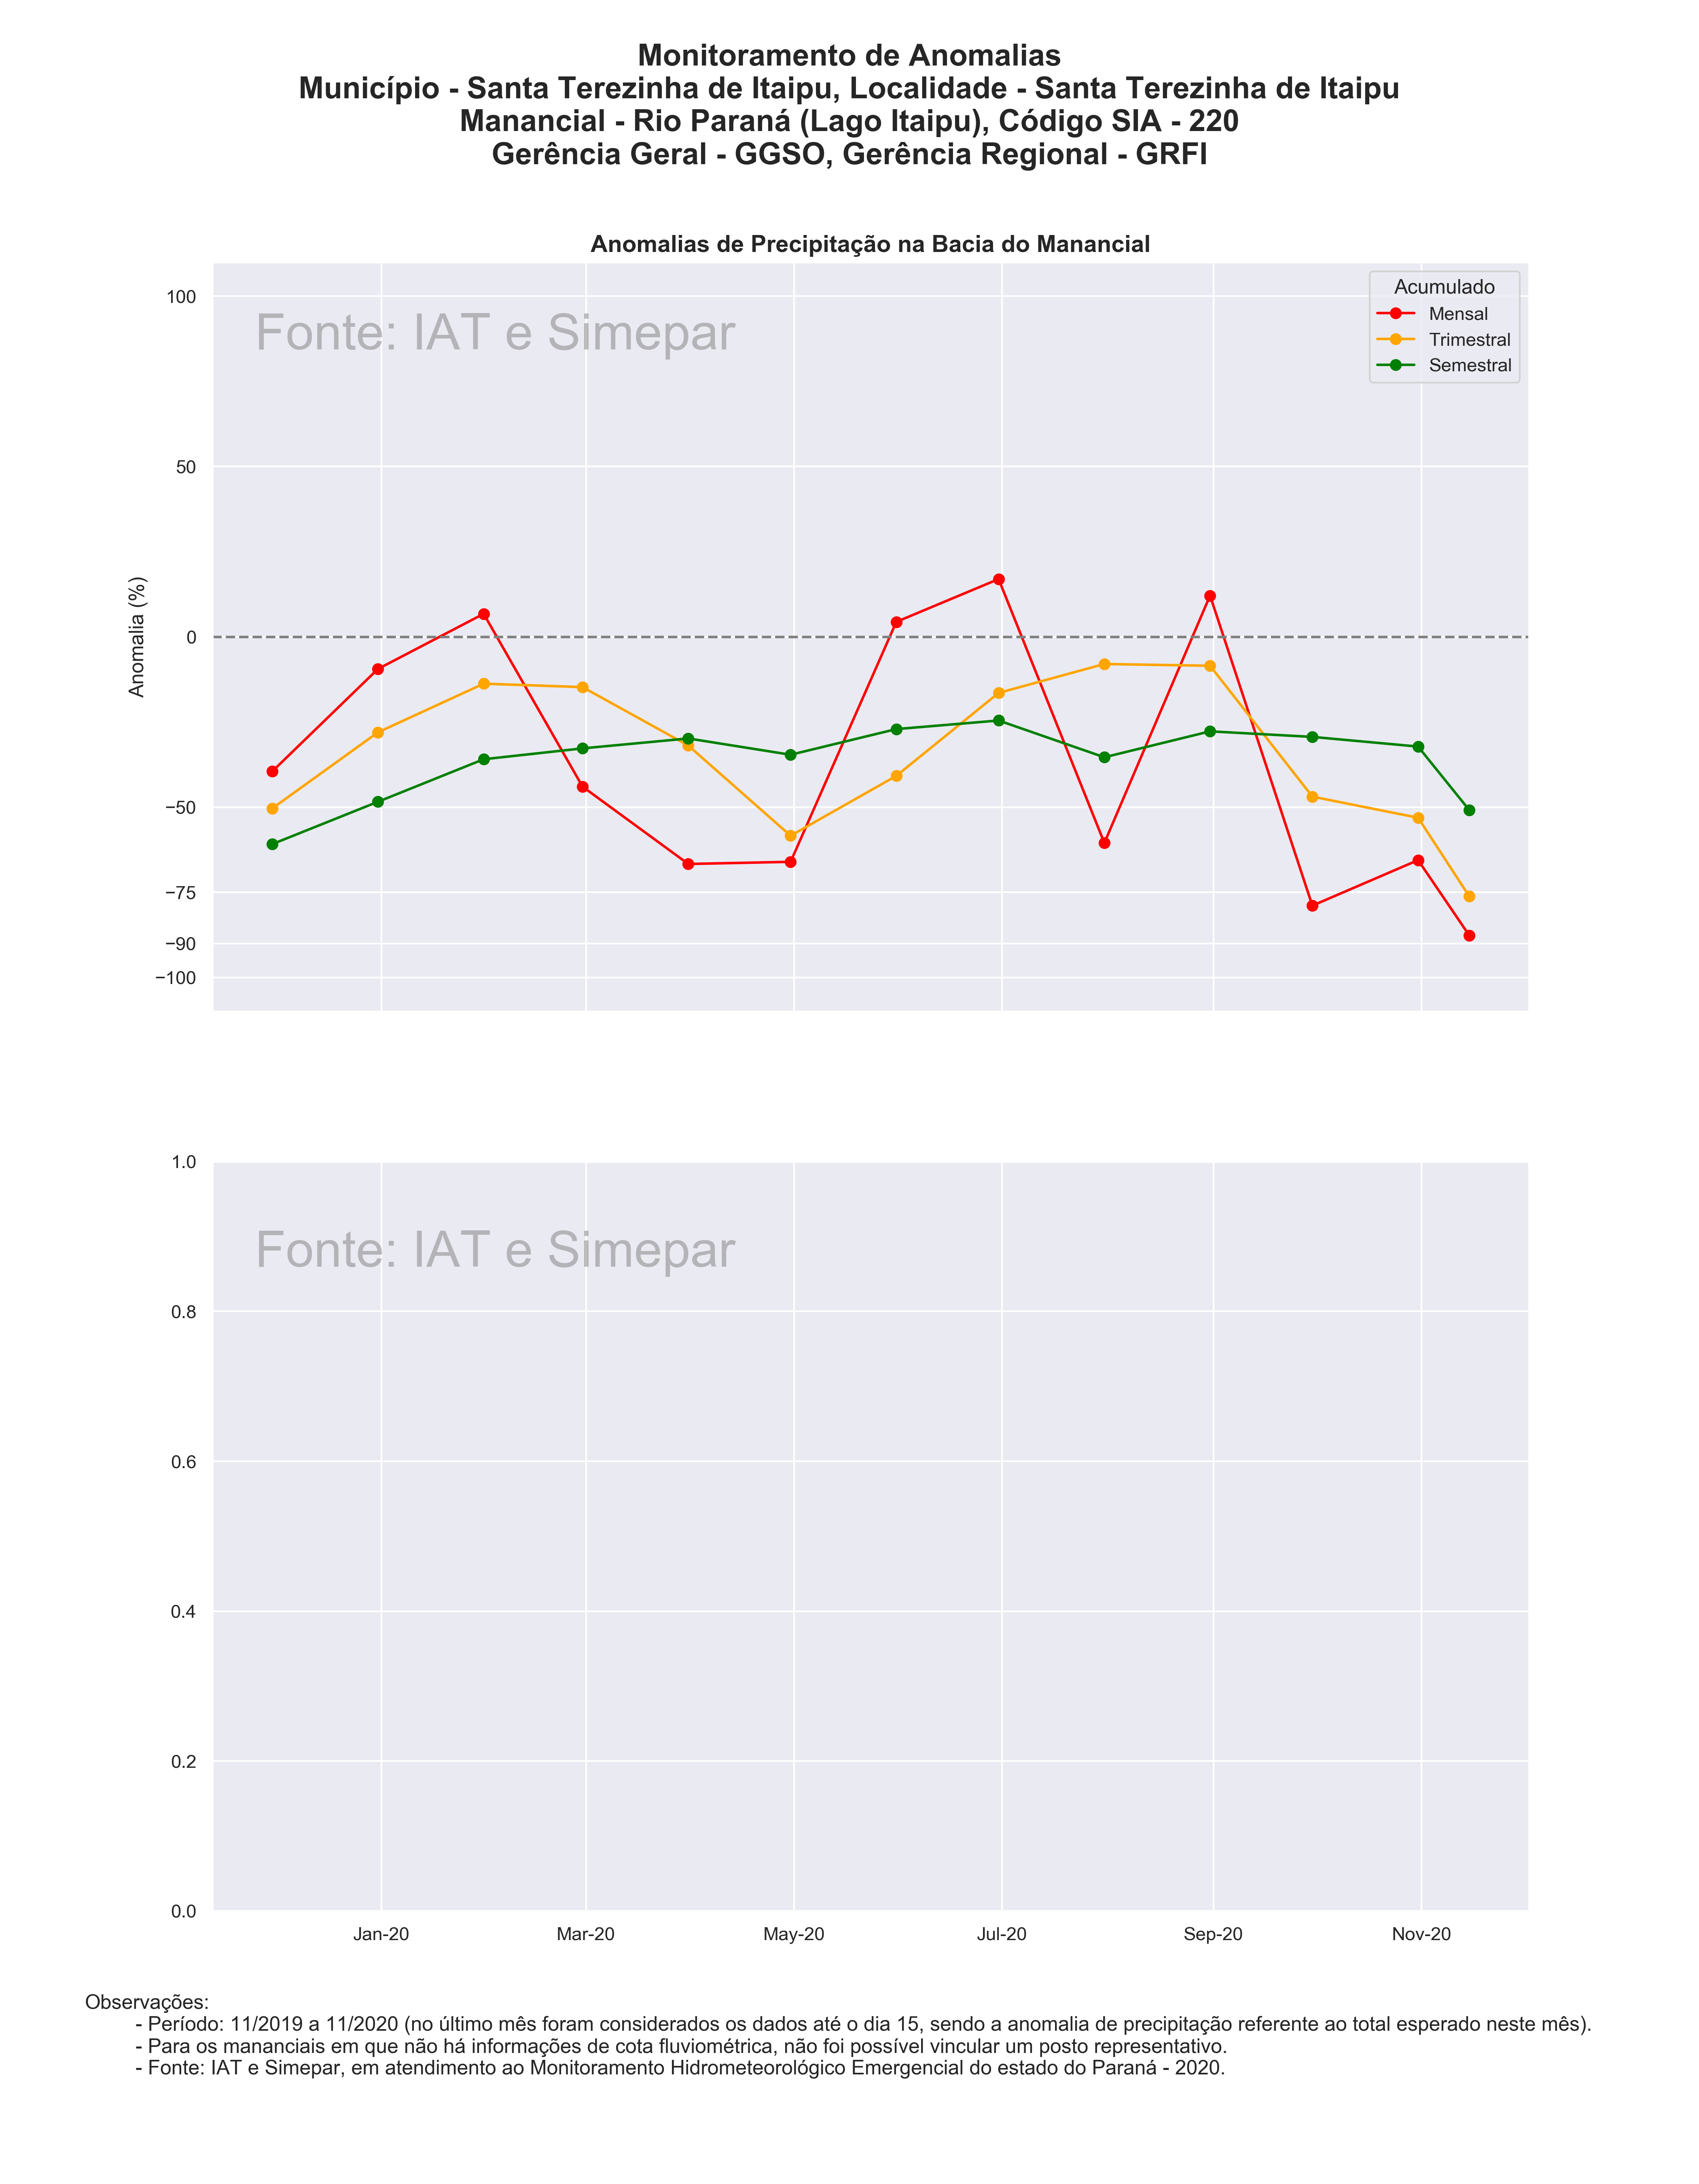 Monitoramento de Anomalias
Município - Santa Terezinha de Itaipu, Localidade - Santa Terezinha de Itaipu
Manancial - Rio Paraná (Lago Itaipu), Código SIA - 220
Gerência Geral - GGSO, Gerência Regional - GRFI
Anomalias de Precipitação na Bacia do Manancial
Fonte: IAT e Simepar
Acumulado
Mensal
Trimestral
Semestral
Anomalia (%)
100
50
0
−50
−75
−90
−100
Fonte: IAT e Simepar
1.0
0.8
0.6
0.4
0.2
0.0
Jan-20 Mar-20 May-20 Jul-20 Sep-20 Nov-20
Observações:
- Período: 11/2019 a 11/2020 (no último mês foram considerados os dados até o dia 15, sendo a anomalia de precipitação referente ao total esperado neste mês).
- Para os mananciais em que não há informações de cota fluviométrica, não foi possível vincular um posto representativo.
- Fonte: IAT e Simepar, em atendimento ao Monitoramento Hidrometeorológico Emergencial do estado do Paraná - 2020.